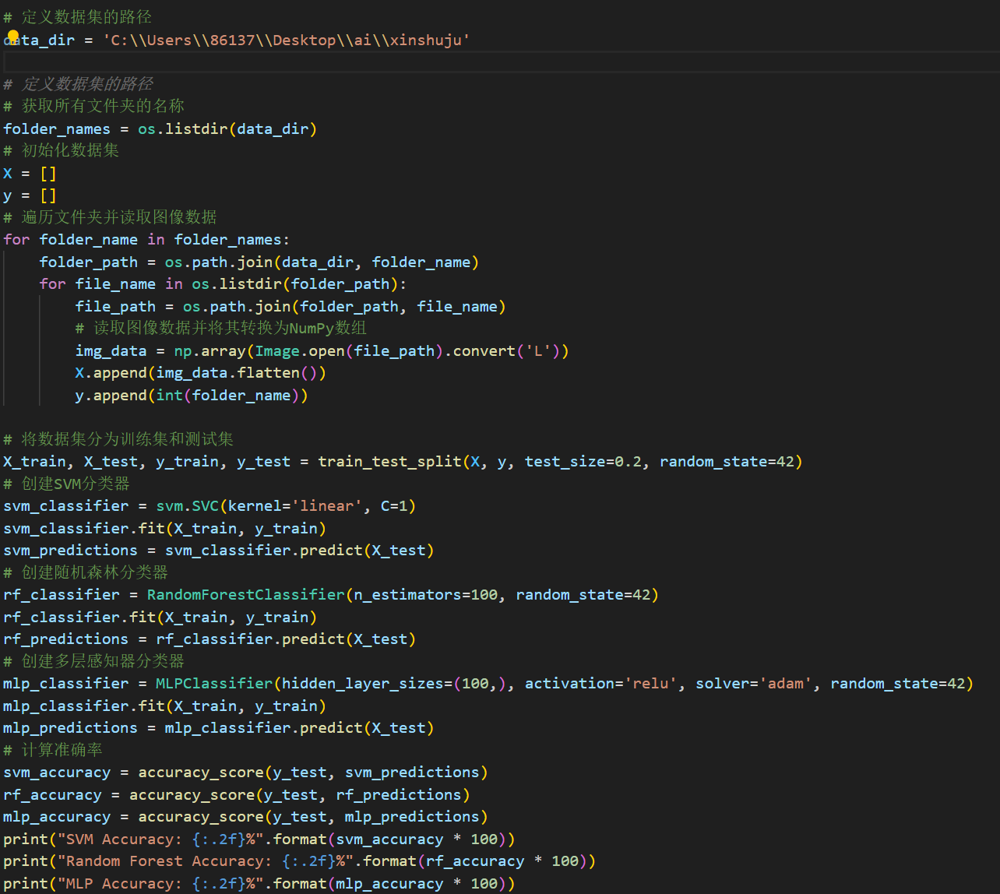 # 定义数据集的路径
data_dir = 'C:\\Users\\86137\\Desktop\\ai\\xinshuju'
# 定义数据集的路径
# 获取所有文件夹的名称
folder_names = os.listdir(data_dir)
# 初始化数据集
X = []
y = []
# 遍历文件夹并读取图像数据
for folder_name in folder_names:
    folder_path = os.path.join(data_dir, folder_name)
    for file_name in os.listdir(folder_path):
        file_path = os.path.join(folder_path, file_name)
        # 读取图像数据并将其转换为NumPy数组
        img_data = np.array(Image.open(file_path).convert('L'))
        X.append(img_data.flatten())
        y.append(int(folder_name))
# 将数据集分为训练集和测试集
X_train, X_test, y_train, y_test = train_test_split(X, y, test_size=0.2, random_state=42)
# 创建SVM分类器
svm_classifier = svm.SVC(kernel='linear', C=1)
svm_classifier.fit(X_train, y_train)
svm_predictions = svm_classifier.predict(X_test)
# 创建随机森林分类器
rf_classifier = RandomForestClassifier(n_estimators=100, random_state=42)
rf_classifier.fit(X_train, y_train)
rf_predictions = rf_classifier.predict(X_test)
# 创建多层感知器分类器
mlp_classifier = MLPClassifier(hidden_layer_sizes=(100,), activation='relu', solver='adam', random_state=42)
mlp_classifier.fit(X_train, y_train)
mlp_predictions = mlp_classifier.predict(X_test)
# 计算准确率
svm_accuracy = accuracy_score(y_test, svm_predictions)
rf_accuracy = accuracy_score(y_test, rf_predictions)
mlp_accuracy = accuracy_score(y_test, mlp_predictions)
print("SVM Accuracy: {:.2f}%".format(svm_accuracy * 100))
print("Random Forest Accuracy: {:.2f}%".format(rf_accuracy * 100))
print("MLP Accuracy: {:.2f}%".format(mlp_accuracy * 100))